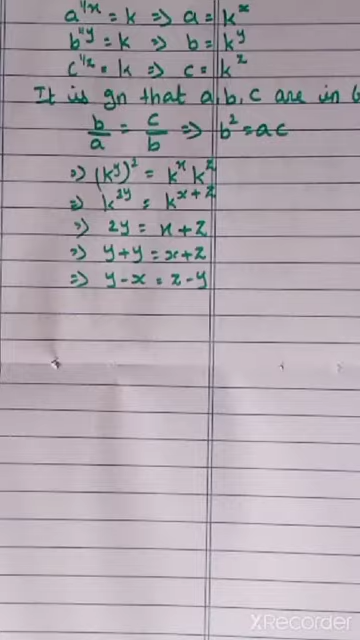 a^{1/x} = k => a = k^x
b^{1/y} = k => b = k^y
c^{1/z} = k => c = k^z
It is gn that a, b, c are in G
b/a = c/b => b² = ac
=> (k^y)² = k^x k^z
=> k^{2y} = k^{x+z}
=> 2y = x+z
=> y+y = x+z
=> y-x = z-y
XRecorder